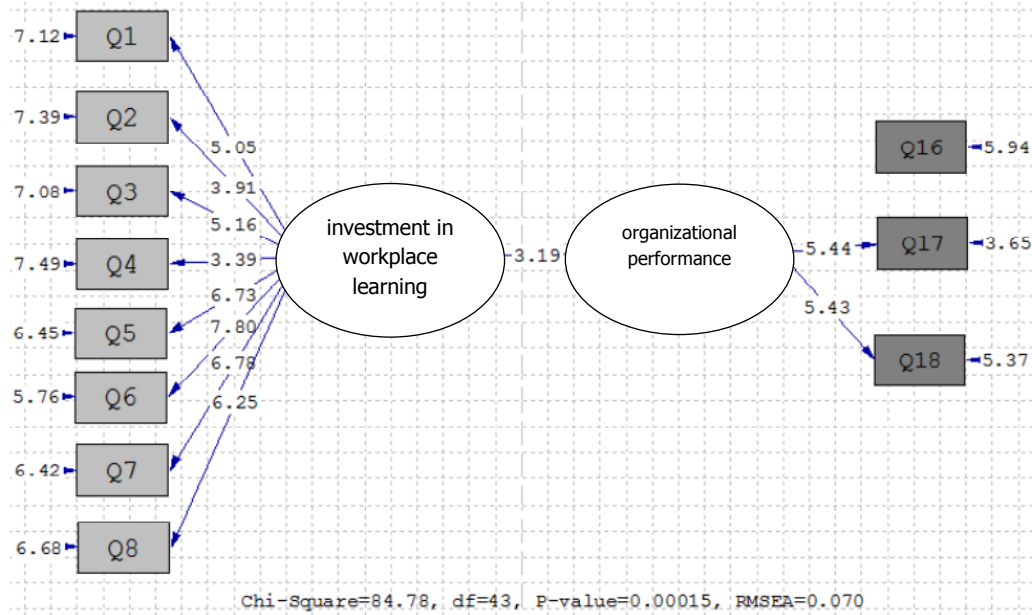 7.12 Q1
7.39 Q2
7.08 Q3
7.49 Q4
6.45 Q5
5.76 Q6
6.42 Q7
6.68 Q8
5.05
3.91
5.16
3.39
6.73
7.80
6.78
6.25
investment in
workplace
learning
3.19
organizational
performance
5.44
5.43
Q16 5.94
Q17 3.65
Q18 5.37
Chi-Square=84.78, df=43, P-value=0.00015, RMSEA=0.070